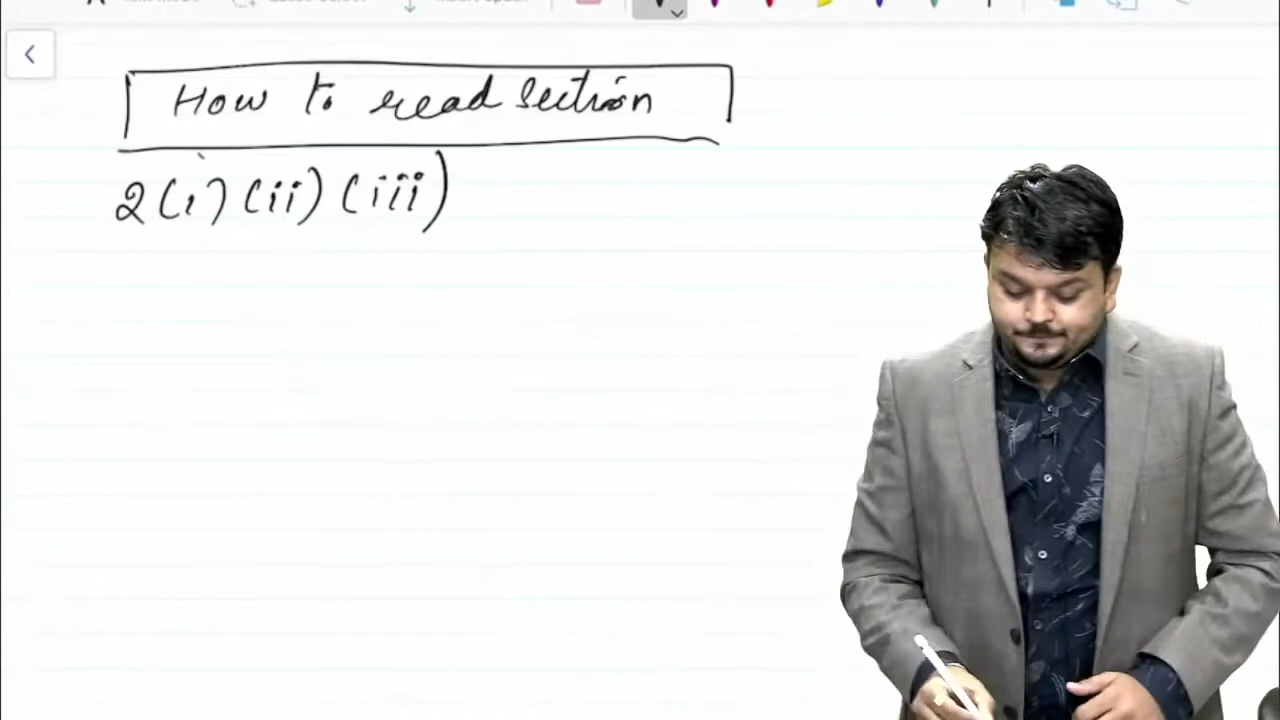 How to read section
2(i)(ii)(iii)